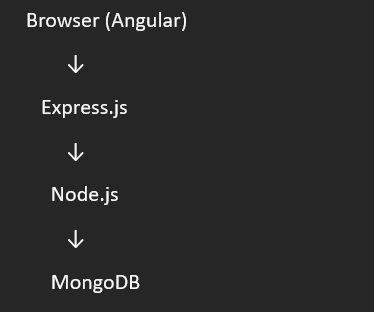 Browser (Angular)
↓
Express.js
↓
Node.js
↓
MongoDB